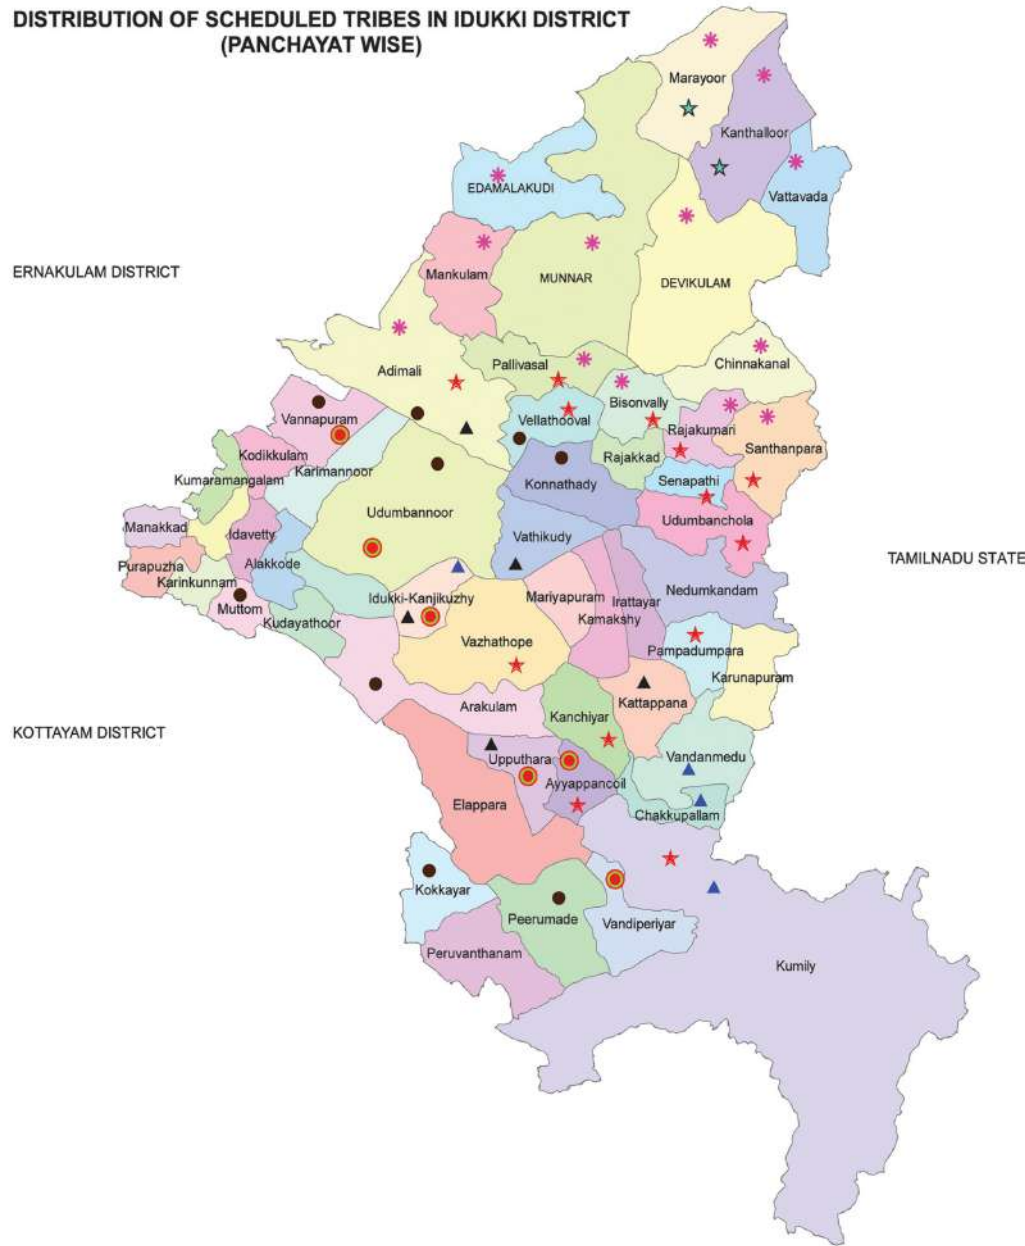 DISTRIBUTION OF SCHEDULED TRIBES IN IDUKKI DISTRICT
(PANCHAYAT WISE)
Marayoor
Kanthalloor
EDAMALAKUDI
Vattavada
ERNAKULAM DISTRICT
Mankulam
MUNNAR
DEVIKULAM
Adimali
Pallivasal
Chinnakanal
Bisonvally
Vannapuram
Vellathooval
Rajakumari
Kodikkulam
Rajakkad
Santhanpara
Karimannoor
Kumaramangalam
Konnathady
Senapathi
Udumbannoor
Manakkad
Idavetty
Vathikudy
Udumbanchola
TAMILNADU STATE
Purapuzha
Alakkode
Karinkunnam
Idukki-Kanjikuzhy
Mariyapuram
Irattayar
Nedumkandam
Muttom
Kamakshy
Kudayathoor
Vazhathope
Pampadumpara
Karunapuram
Kattappana
Arakulam
Kanchiyar
KOTTAYAM DISTRICT
Vandanmedu
Upputhara
Ayyappancoil
Elappara
Chakkupallam
Kokkayar
Peerumade
Vandiperiyar
Peruvanthanam
Kumily